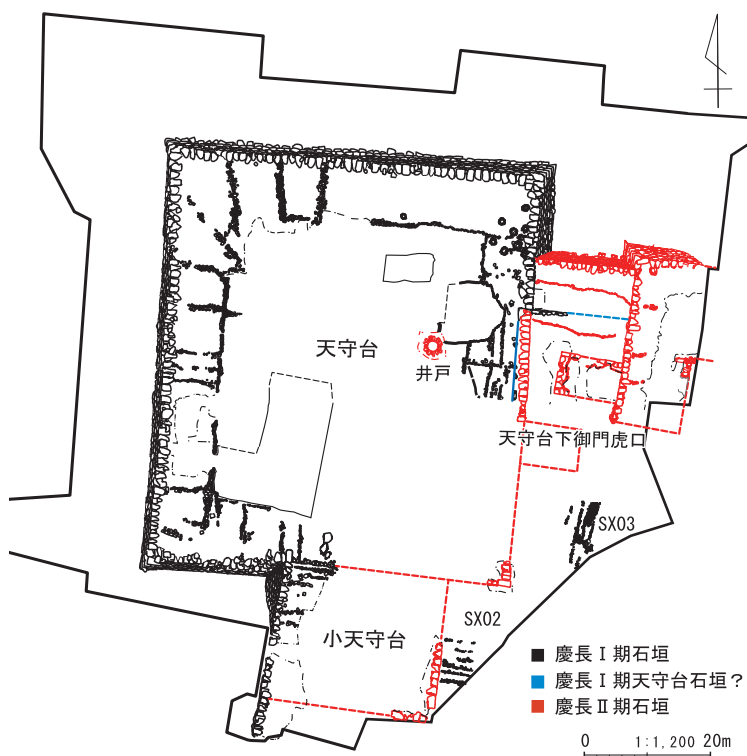 天守台
井戸
天守台下御門虎口
SX03
小天守台
SX02
慶長Ⅰ期石垣
慶長Ⅰ期天守台石垣？
慶長Ⅱ期石垣
0 1:1,200 20m